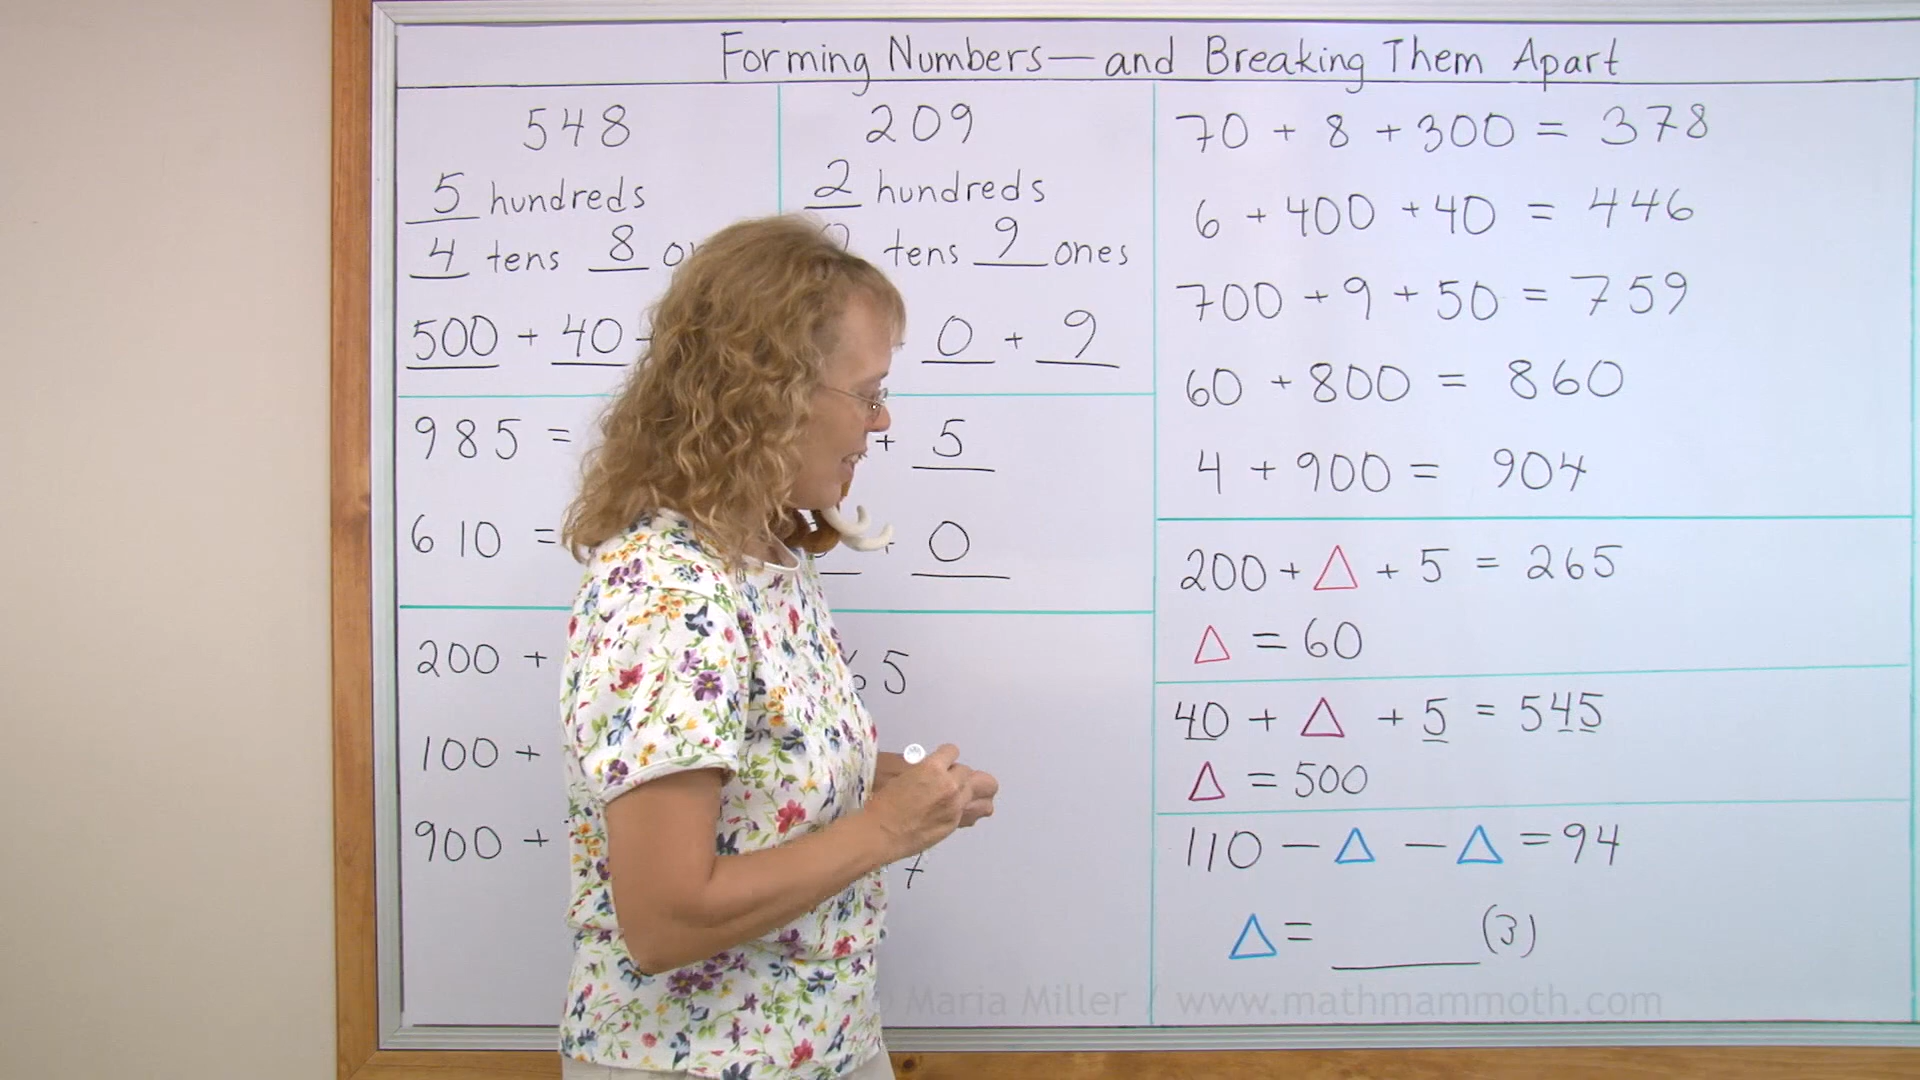 Forming Numbers—and Breaking Them Apart
548
5 hundreds
4 tens 8
500 + 40
209
2 hundreds
tens 9 ones
0 + 9
985 = + 5
610 = 0
200 + 65
100 +
900 + 7
70 + 8 + 300 = 378
6 + 400 + 40 = 446
700 + 9 + 50 = 759
60 + 800 = 860
4 + 900 = 904
200 + △ + 5 = 265
△ = 60
40 + △ + 5 = 545
△ = 500
110 − △ − △ = 94
△ = ______ (3)
Maria Miller / www.mathmammoth.com